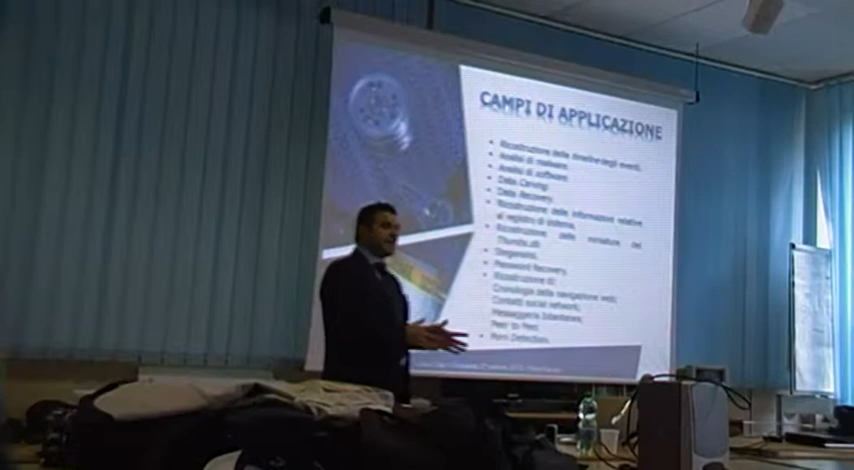 CAMPI DI APPLICAZIONE
• Ricostruzione della timeline degli eventi;
• Analisi di malware;
• Analisi di software;
• Data Carving;
• Data Recovery;
• Ricostruzione delle informazioni relative
al registro di sistema;
• Ricostruzione delle miniature dei
Thumbs.db
• Steganalisi;
• Password Recovery;
• Ricostruzione di:
Cronologia della navigazione web;
Contatti social network;
Messaggeria Istantanea;
Peer to Peer;
• Porn Detection.